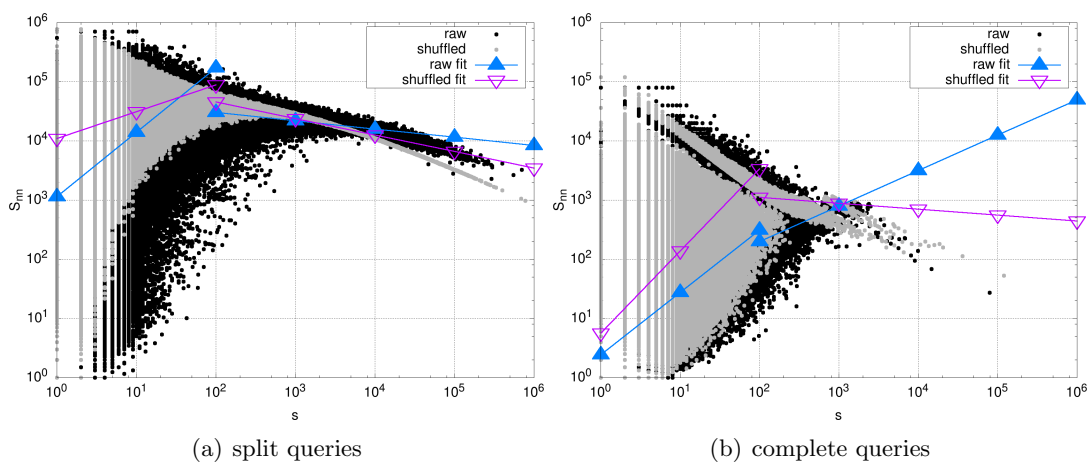 10^6
10^5
10^4
10^3
10^2
10^1
10^0
S_nn
10^0 10^1 10^2 10^3 10^4 10^5 10^6
s
raw
shuffled
raw fit
shuffled fit
(a) split queries
10^6
10^5
10^4
10^3
10^2
10^1
10^0
S_nn
10^0 10^1 10^2 10^3 10^4 10^5 10^6
s
raw
shuffled
raw fit
shuffled fit
(b) complete queries